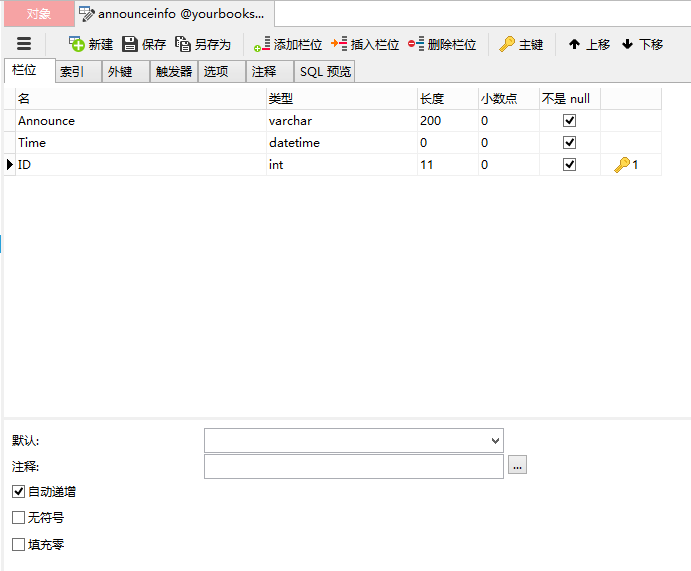 对象 announceinfo @yourbooks...
新建 保存 另存为 添加栏位 插入栏位 删除栏位 主键 上移 下移
栏位 索引 外键 触发器 选项 注释 SQL 预览
名 类型 长度 小数点 不是 null
Announce varchar 200 0
Time datetime 0 0
ID int 11 0 1
默认:
注释: ...
自动递增
无符号
填充零